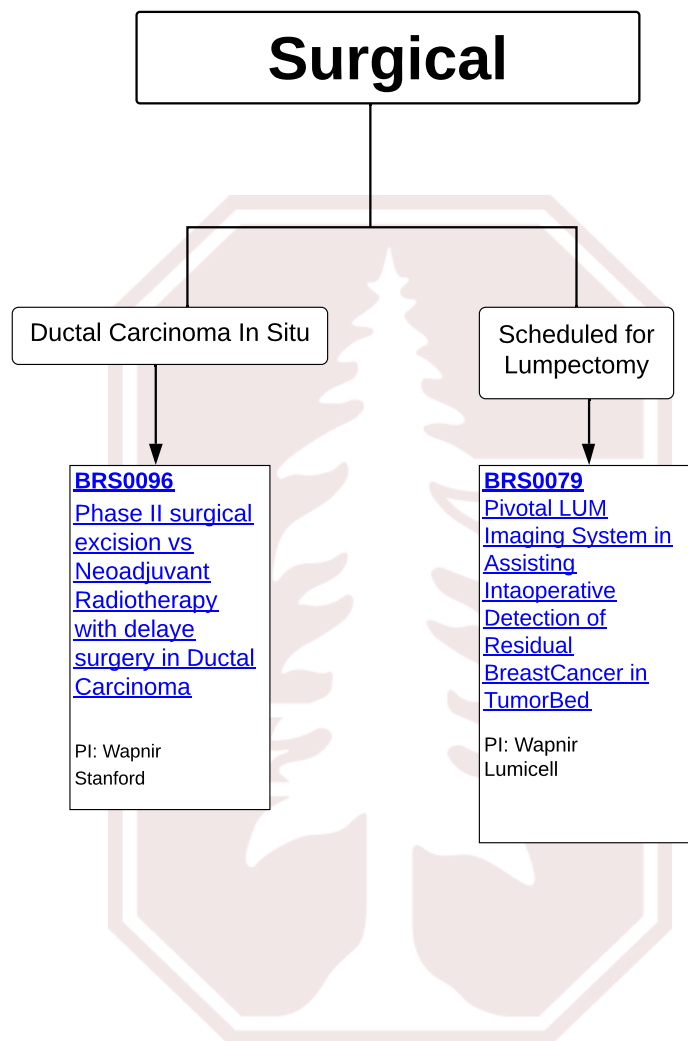 Surgical
Ductal Carcinoma In Situ
Scheduled for
Lumpectomy
BRS0096
Phase II surgical
excision vs
Neoadjuvant
Radiotherapy
with delaye
surgery in Ductal
Carcinoma
PI: Wapnir
Stanford
BRS0079
Pivotal LUM
Imaging System in
Assisting
Intaoperative
Detection of
Residual
BreastCancer in
TumorBed
PI: Wapnir
Lumicell